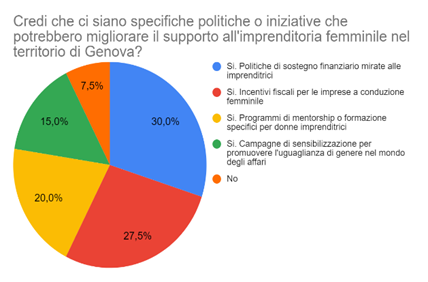 Credi che ci siano specifiche politiche o iniziative che
potrebbero migliorare il supporto all'imprenditoria femminile nel
territorio di Genova?
7,5%
15,0%
30,0%
20,0%
27,5%
Si. Politiche di sostegno finanziario mirate alle
imprenditrici
Si. Incentivi fiscali per le imprese a conduzione
femminile
Si. Programmi di mentorship o formazione
specifici per donne imprenditrici
Si. Campagne di sensibilizzazione per
promuovere l'uguaglianza di genere nel mondo
degli affari
No